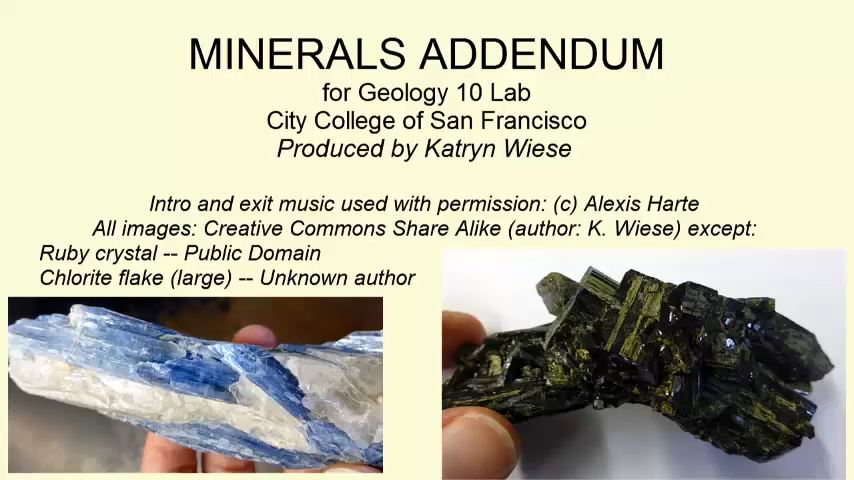 MINERALS ADDENDUM
for Geology 10 Lab
City College of San Francisco
Produced by Katryn Wiese
Intro and exit music used with permission: (c) Alexis Harte
All images: Creative Commons Share Alike (author: K. Wiese) except:
Ruby crystal -- Public Domain
Chlorite flake (large) -- Unknown author